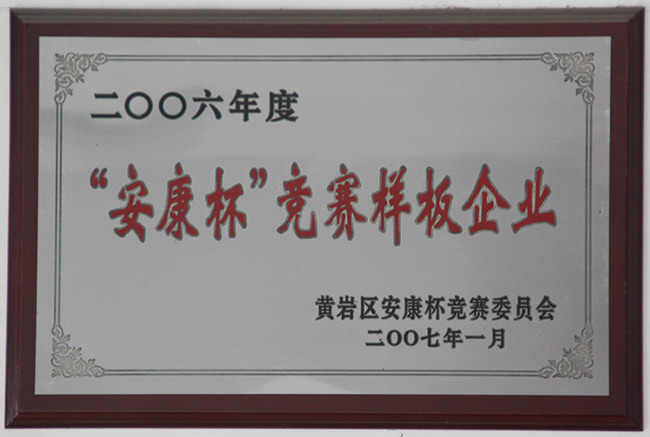 二〇〇六年度
“安康杯”竞赛样板企业
黄岩区安康杯竞赛委员会
二〇〇七年一月